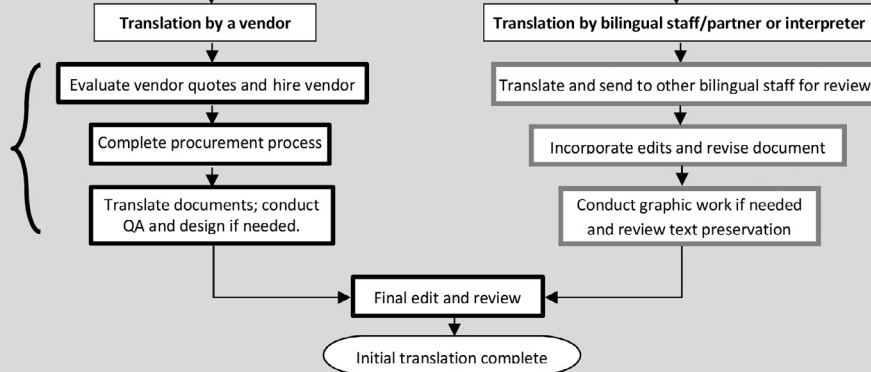 Translation by a vendor
Translation by bilingual staff/partner or interpreter
Evaluate vendor quotes and hire vendor
Translate and send to other bilingual staff for review
Complete procurement process
Incorporate edits and revise document
Translate documents; conduct
QA and design if needed.
Conduct graphic work if needed
and review text preservation
Final edit and review
Initial translation complete